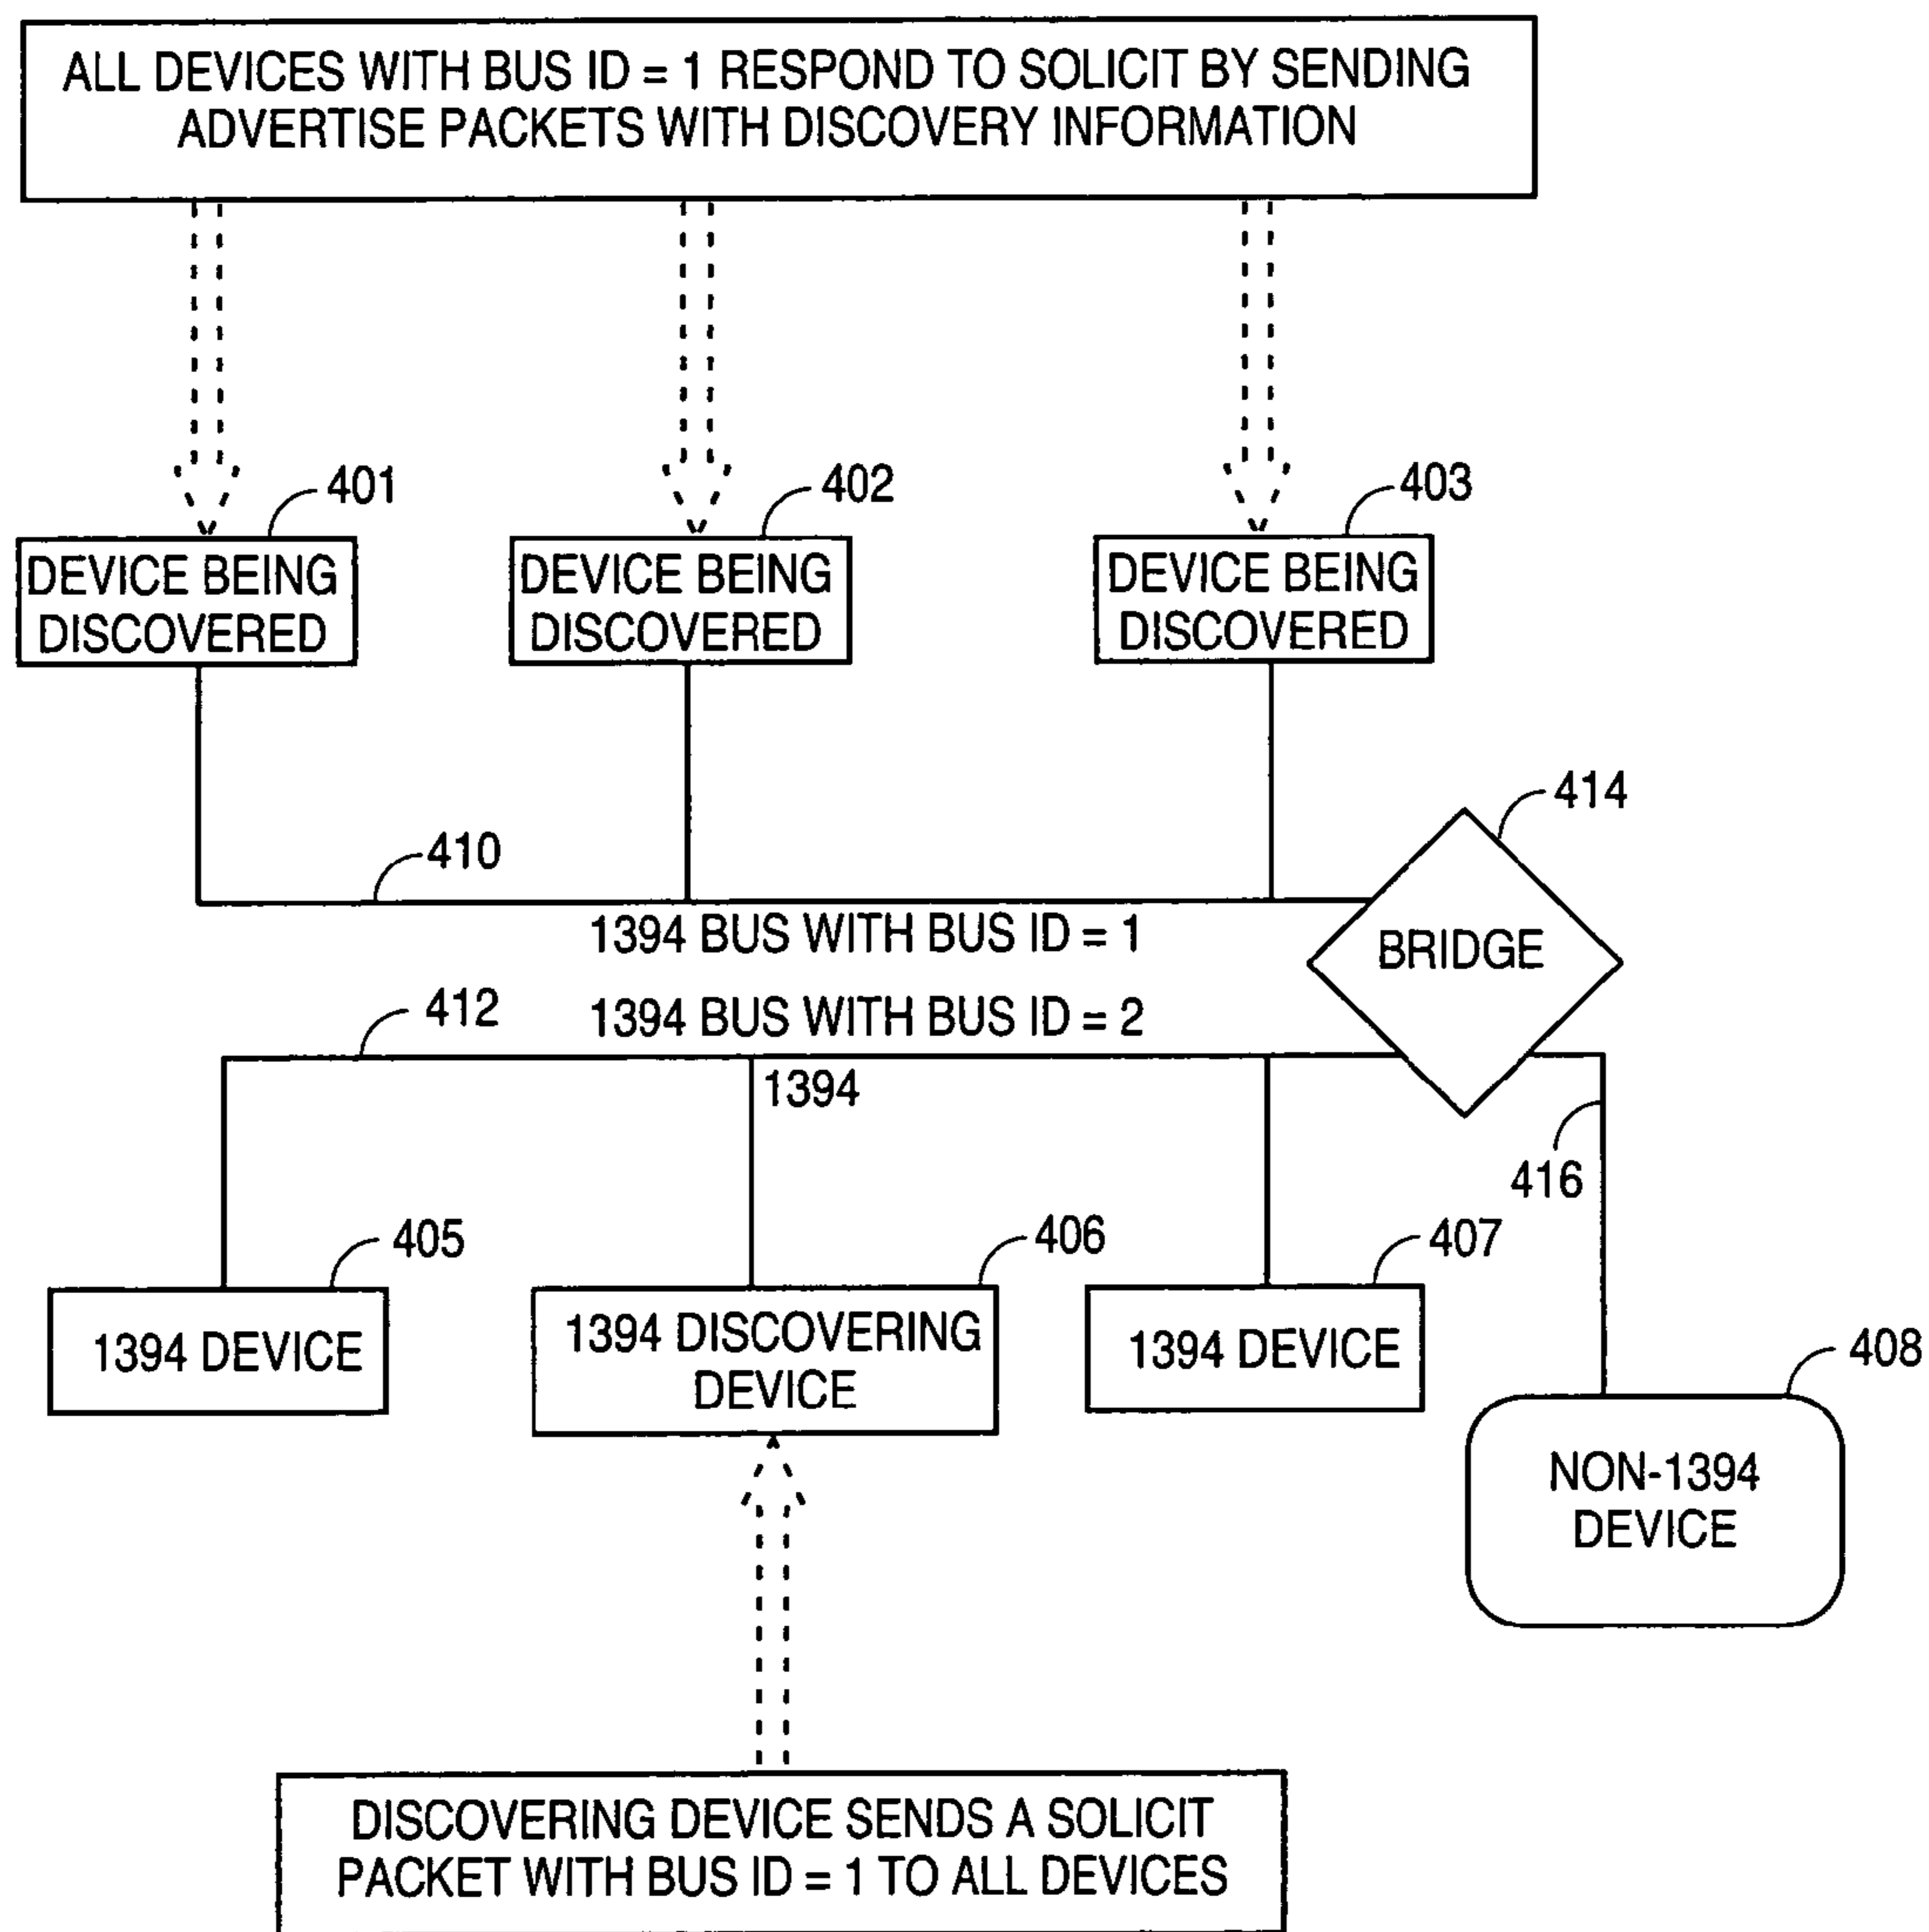 ALL DEVICES WITH BUS ID = 1 RESPOND TO SOLICIT BY SENDING
ADVERTISE PACKETS WITH DISCOVERY INFORMATION
401
402
403
DEVICE BEING
DISCOVERED
DEVICE BEING
DISCOVERED
DEVICE BEING
DISCOVERED
414
410
1394 BUS WITH BUS ID = 1
BRIDGE
412
1394 BUS WITH BUS ID = 2
1394
416
405
406
407
1394 DEVICE
1394 DISCOVERING
DEVICE
1394 DEVICE
408
NON-1394
DEVICE
DISCOVERING DEVICE SENDS A SOLICIT
PACKET WITH BUS ID = 1 TO ALL DEVICES